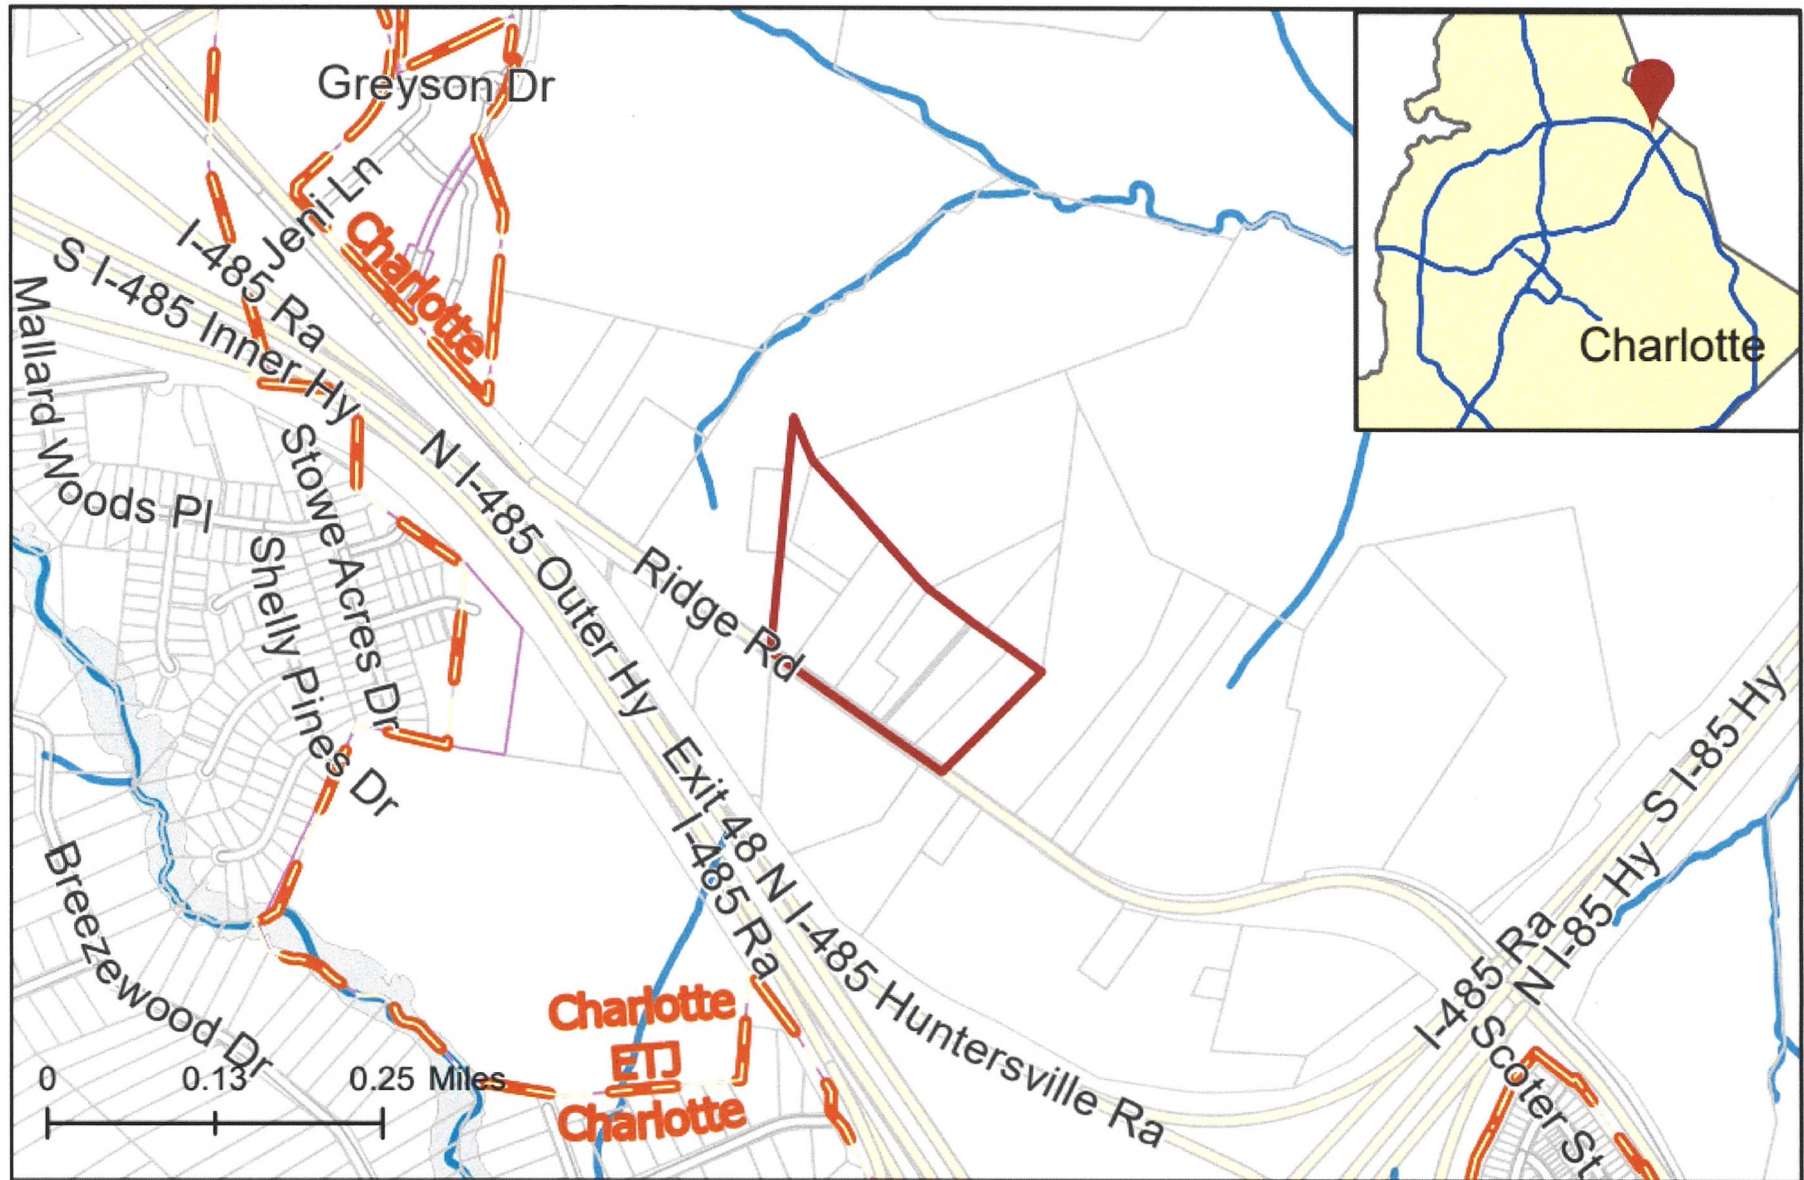 Greyson Dr
Jeni Ln
Charlotte
I-485 Ra
S I-485 Inner Hy
Mallard Woods Pl
Stowe Acres Dr
Shelly Pines Dr
N I-485 Outer Hy
Ridge Rd
Exit 48 N I-485 Huntersville Ra
I-485 Ra
Breezewood Dr
Charlotte
ETJ
Charlotte
S I-85 Hy
N I-85 Hy
I-485 Ra
Scoter St
Charlotte
0 0.13 0.25 Miles